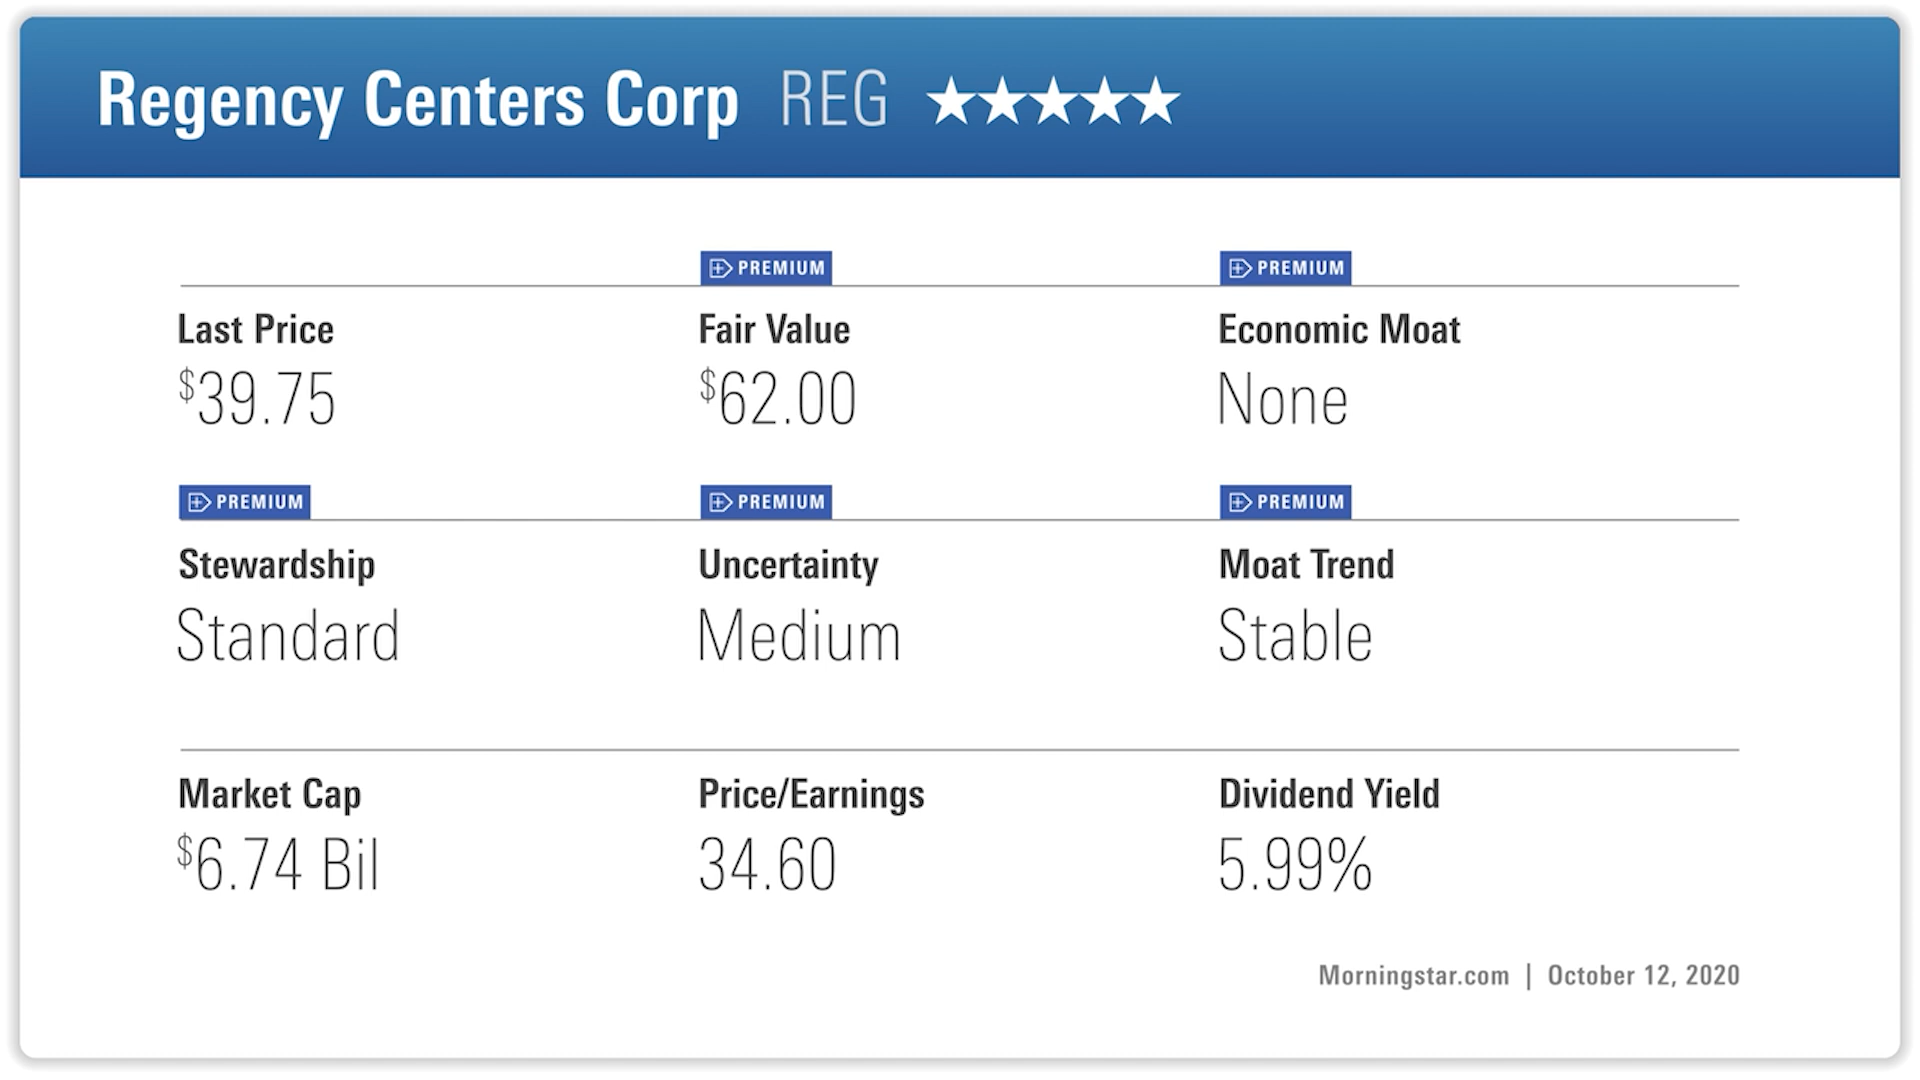 Regency Centers Corp REG ★★★★★
PREMIUM PREMIUM
Last Price Fair Value Economic Moat
$39.75 $62.00 None
PREMIUM PREMIUM PREMIUM
Stewardship Uncertainty Moat Trend
Standard Medium Stable
Market Cap Price/Earnings Dividend Yield
$6.74 Bil 34.60 5.99%
Morningstar.com | October 12, 2020